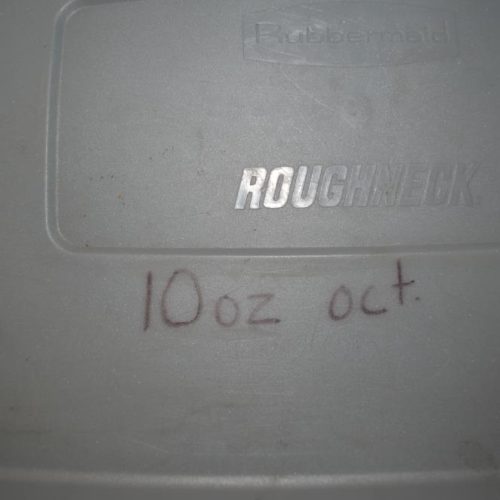 Rubbermaid
ROUGHNECK
10oz oct.